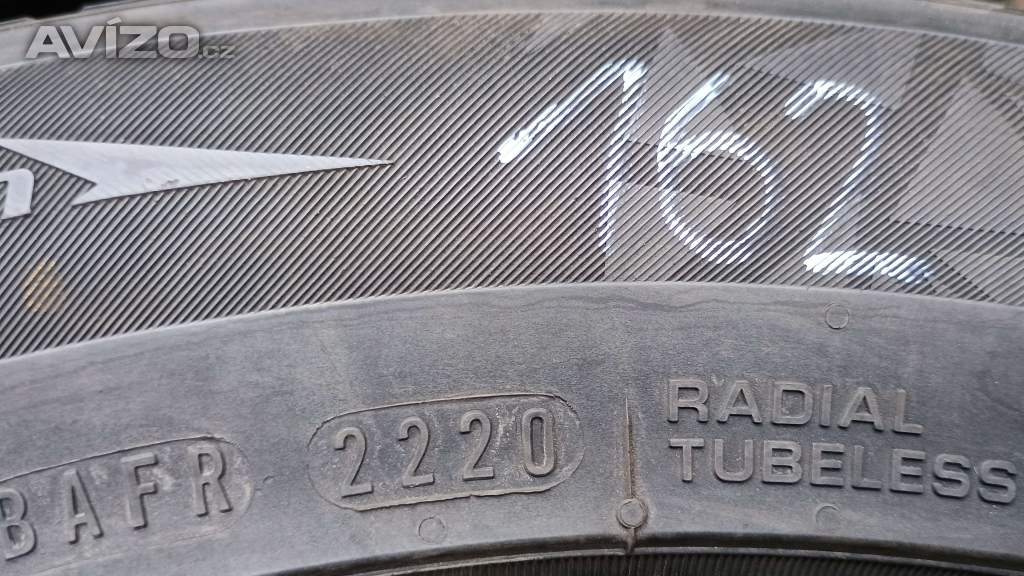 AVÍZO.cz
162
BAFR 2220 RADIAL
TUBELESS